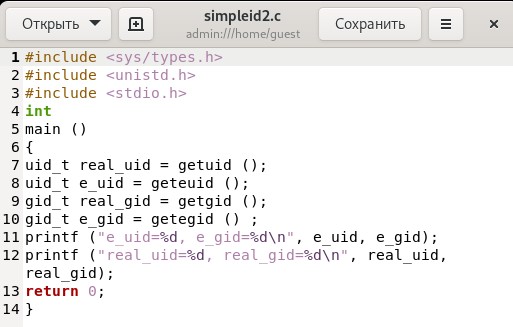 Открыть
simpleid2.c
admin:///home/guest
Сохранить
1 #include <sys/types.h>
2 #include <unistd.h>
3 #include <stdio.h>
4 int
5 main ()
6 {
7 uid_t real_uid = getuid ();
8 uid_t e_uid = geteuid ();
9 gid_t real_gid = getgid ();
10 gid_t e_gid = getegid () ;
11 printf ("e_uid=%d, e_gid=%d\n", e_uid, e_gid);
12 printf ("real_uid=%d, real_gid=%d\n", real_uid,
real_gid);
13 return 0;
14 }